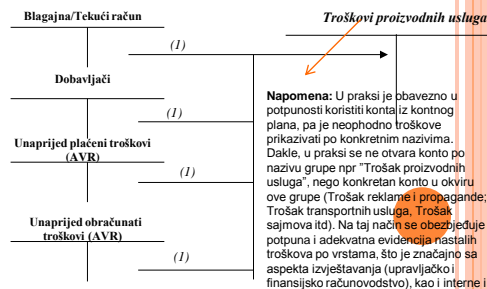 Blagajna/Tekući račun
Troškovi proizvodnih usluga
(1)
Dobavljači
(1)
Unaprijed plaćeni troškovi
(AVR)
(1)
Unaprijed obračunati
troškovi (AVR)
(1)
Napomena: U praksi je obavezno u
potpunosti koristiti konta iz kontnog
plana, pa je neophodno troškove
prikazivati po konkretnim nazivima.
Dakle, u praksi se ne otvara konto po
nazivu grupe npr "Trošak proizvodnih
usluga", nego konkretan konto u okviru
ove grupe (Trošak reklame i propagande;
Trošak transportnih usluga, Trošak
sajmova itd). Na taj način se obezbjeđuje
potpuna i adekvatna evidencija nastalih
troškova po vrstama, što je značajno sa
aspekta izvještavanja (upravljačko i
finansijsko računovodstvo), kao i interne i